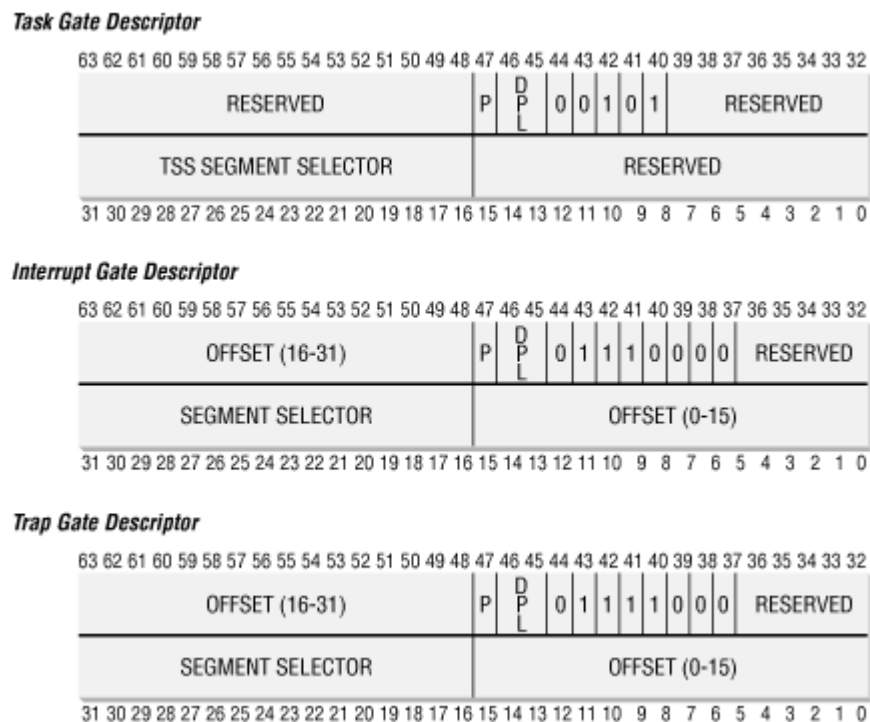 Task Gate Descriptor
63 62 61 60 59 58 57 56 55 54 53 52 51 50 49 48 47 46 45 44 43 42 41 40 39 38 37 36 35 34 33 32
RESERVED P DPL 0 0 1 0 1 RESERVED
TSS SEGMENT SELECTOR RESERVED
31 30 29 28 27 26 25 24 23 22 21 20 19 18 17 16 15 14 13 12 11 10 9 8 7 6 5 4 3 2 1 0
Interrupt Gate Descriptor
63 62 61 60 59 58 57 56 55 54 53 52 51 50 49 48 47 46 45 44 43 42 41 40 39 38 37 36 35 34 33 32
OFFSET (16-31) P DPL 0 1 1 1 0 0 0 0 RESERVED
SEGMENT SELECTOR OFFSET (0-15)
31 30 29 28 27 26 25 24 23 22 21 20 19 18 17 16 15 14 13 12 11 10 9 8 7 6 5 4 3 2 1 0
Trap Gate Descriptor
63 62 61 60 59 58 57 56 55 54 53 52 51 50 49 48 47 46 45 44 43 42 41 40 39 38 37 36 35 34 33 32
OFFSET (16-31) P DPL 0 1 1 1 1 0 0 0 RESERVED
SEGMENT SELECTOR OFFSET (0-15)
31 30 29 28 27 26 25 24 23 22 21 20 19 18 17 16 15 14 13 12 11 10 9 8 7 6 5 4 3 2 1 0